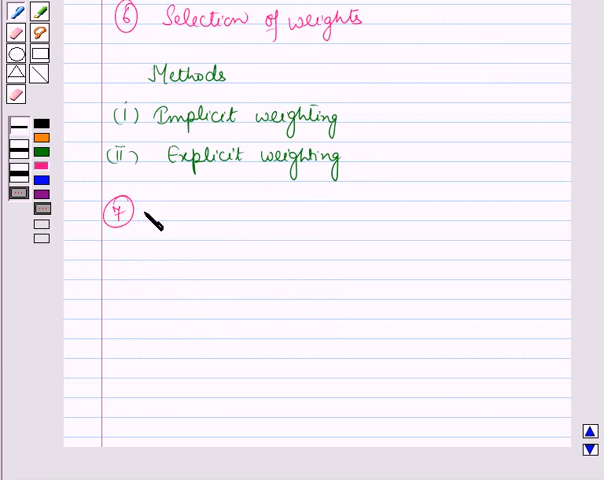 6 Selection of weights
Methods
(i) Implicit weighting
(ii) Explicit weighting
7